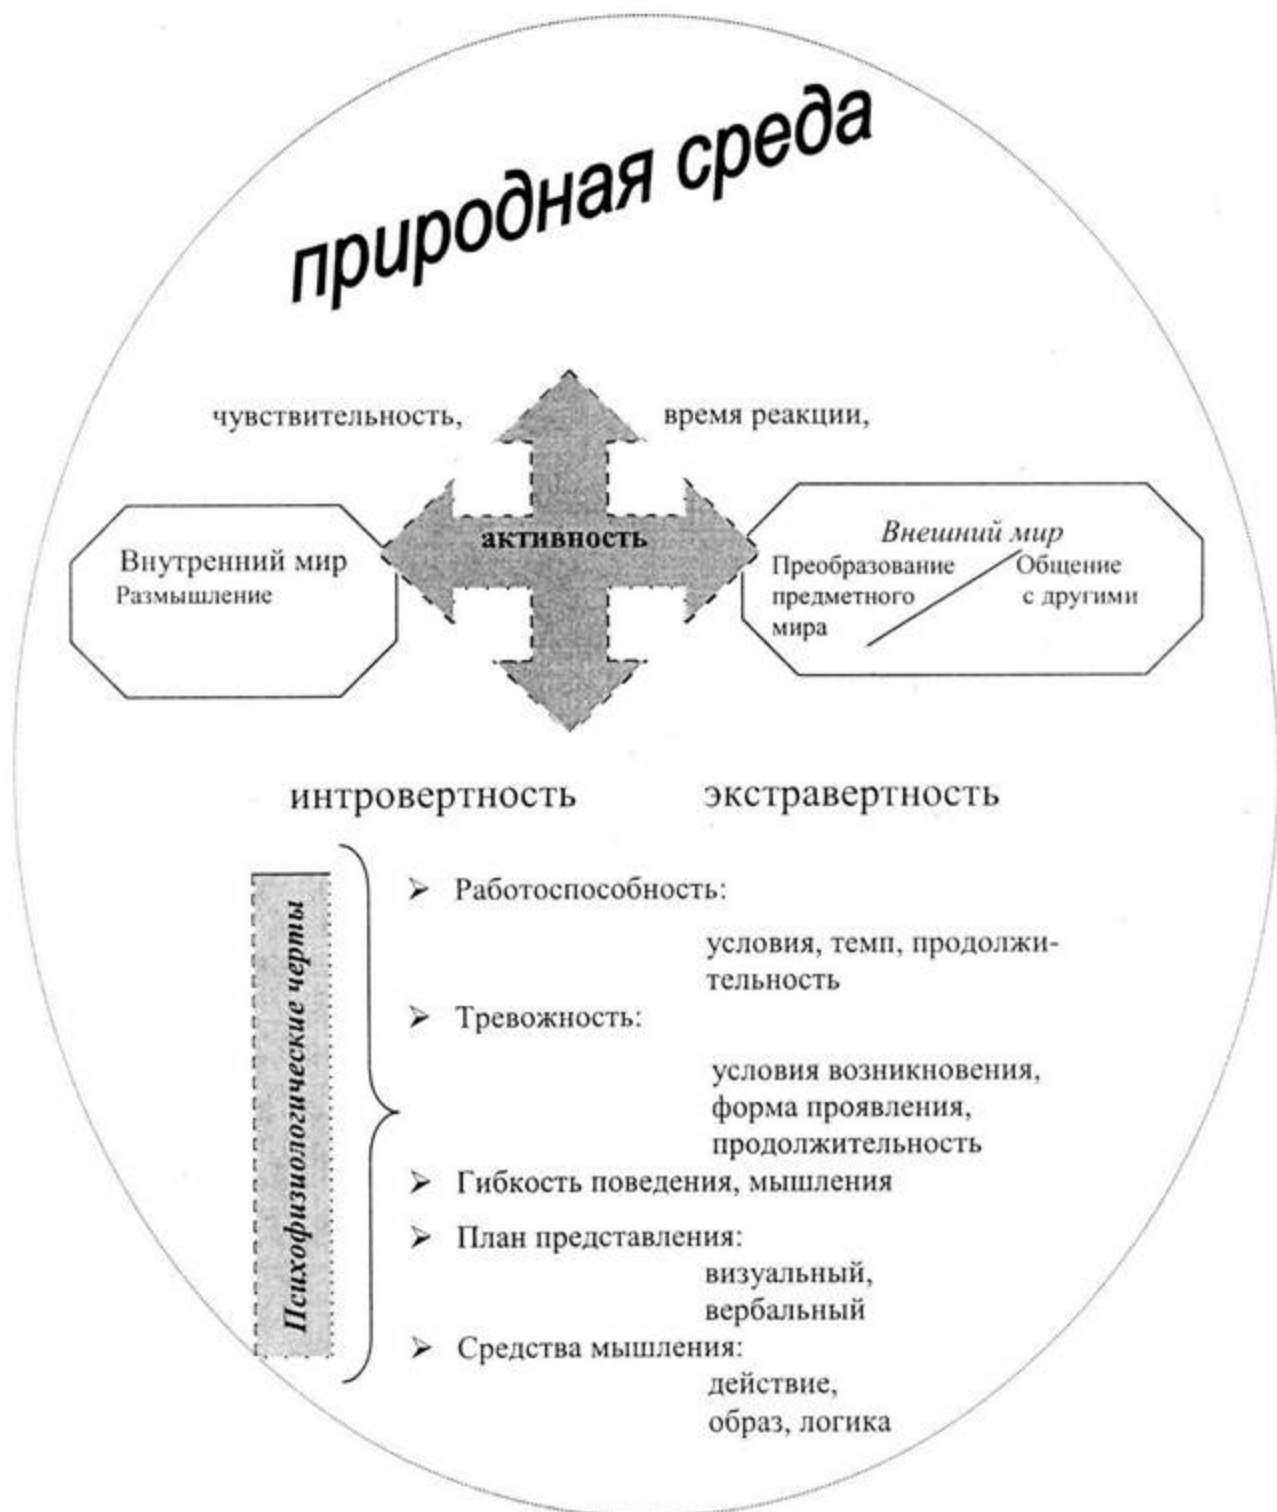 природная среда
чувствительность,
время реакции,
активность
Внутренний мир
Размышление
Внешний мир
Преобразование
предметного
мира
Общение
с другими
интровертность
экстравертность
Психофизиологические черты
➤ Работоспособность:
условия, темп, продолжи-
тельность
➤ Тревожность:
условия возникновения,
форма проявления,
продолжительность
➤ Гибкость поведения, мышления
➤ План представления:
визуальный,
вербальный
➤ Средства мышления:
действие,
образ, логика